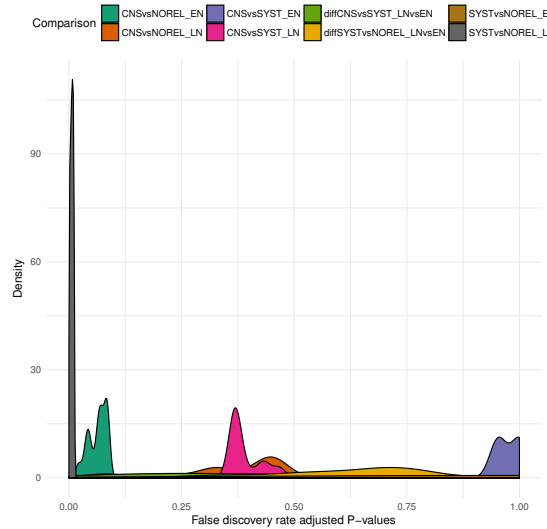 Comparison
CNSvsNOREL_EN CNSvsSYST_EN diffCNSvsSYST_LNvsEN SYSTvsNOREL_E
CNSvsNOREL_LN CNSvsSYST_LN diffSYSTvsNOREL_LNvsEN SYSTvsNOREL_L
90
60
30
0
Density
0.00 0.25 0.50 0.75 1.00
False discovery rate adjusted P-values